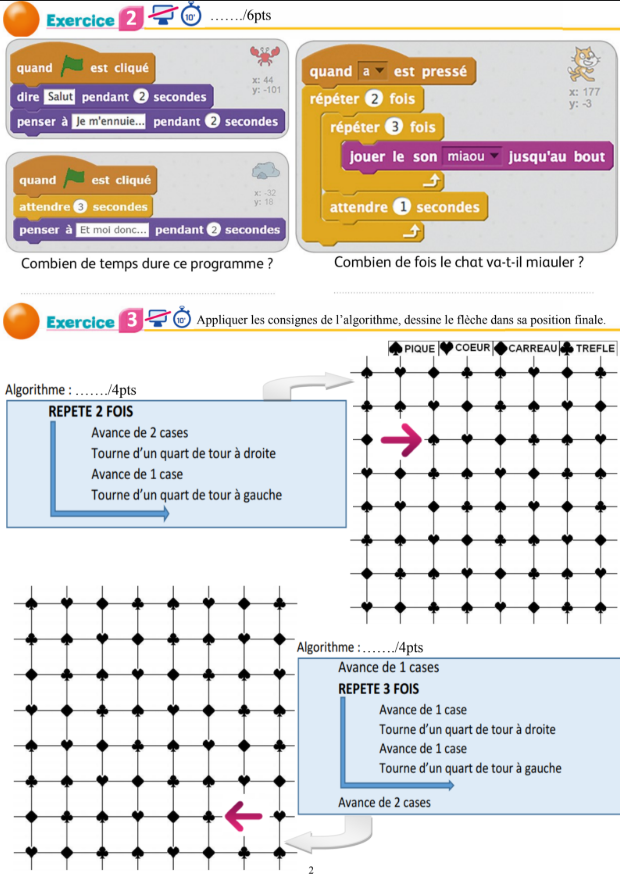 Exercice 2 10' ......./6pts
quand est cliqué
x: 44
y: -101
dire Salut pendant 2 secondes
penser à Je m'ennuie... pendant 2 secondes
quand est cliqué
x: -32
y: 18
attendre 3 secondes
penser à Et moi donc... pendant 2 secondes
Combien de temps dure ce programme ?
quand a est pressé
x: 177
y: -3
répéter 2 fois
répéter 3 fois
jouer le son miaou jusqu'au bout
attendre 1 secondes
Combien de fois le chat va-t-il miauler ?
Exercice 3 10' Appliquer les consignes de l'algorithme, dessine le flèche dans sa position finale.
PIQUE COEUR CARREAU TREFLE
Algorithme : ......./4pts
REPETE 2 FOIS
Avance de 2 cases
Tourne d'un quart de tour à droite
Avance de 1 case
Tourne d'un quart de tour à gauche
Algorithme :......./4pts
Avance de 1 cases
REPETE 3 FOIS
Avance de 1 case
Tourne d'un quart de tour à droite
Avance de 1 case
Tourne d'un quart de tour à gauche
Avance de 2 cases
2